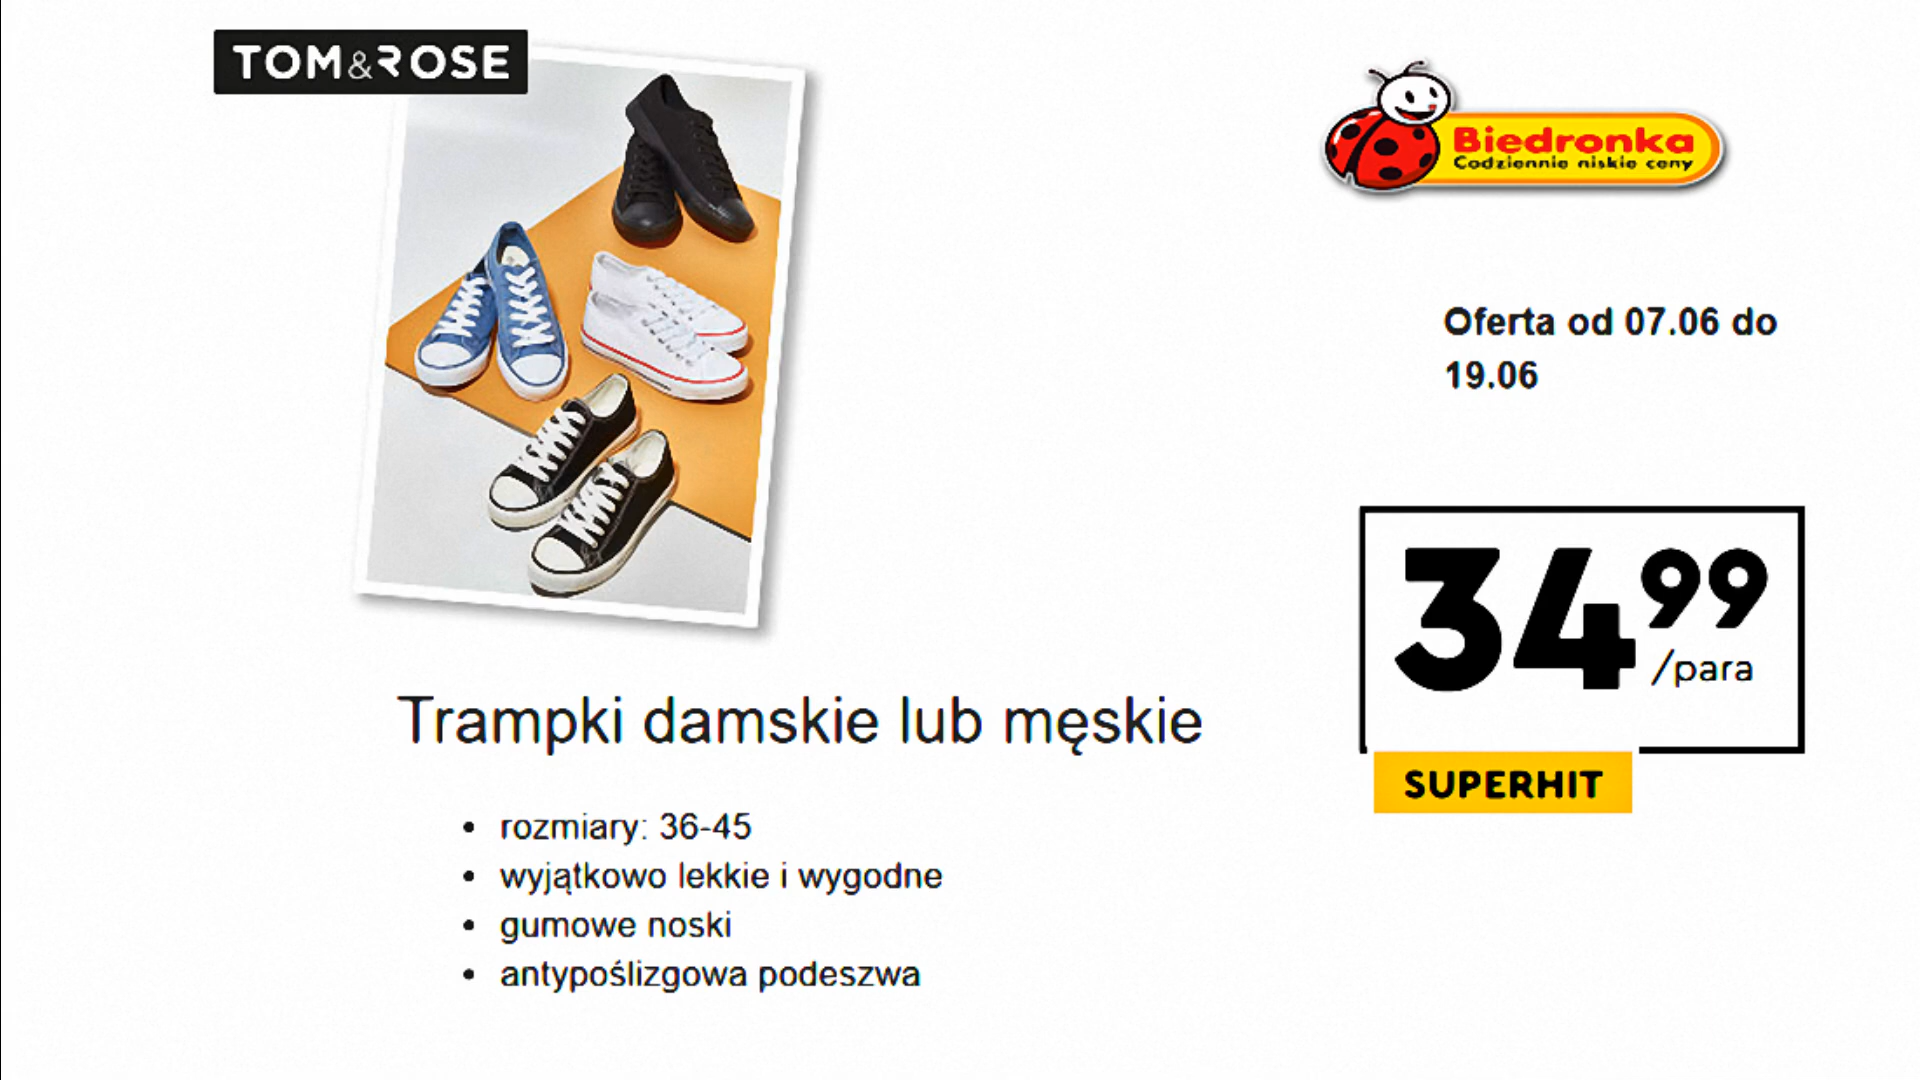 TOM&ROSE
Biedronka
Codziennie niskie ceny
Oferta od 07.06 do
19.06
34 99
/para
SUPERHIT
Trampki damskie lub męskie
• rozmiary: 36-45
• wyjątkowo lekkie i wygodne
• gumowe noski
• antypoślizgowa podeszwa